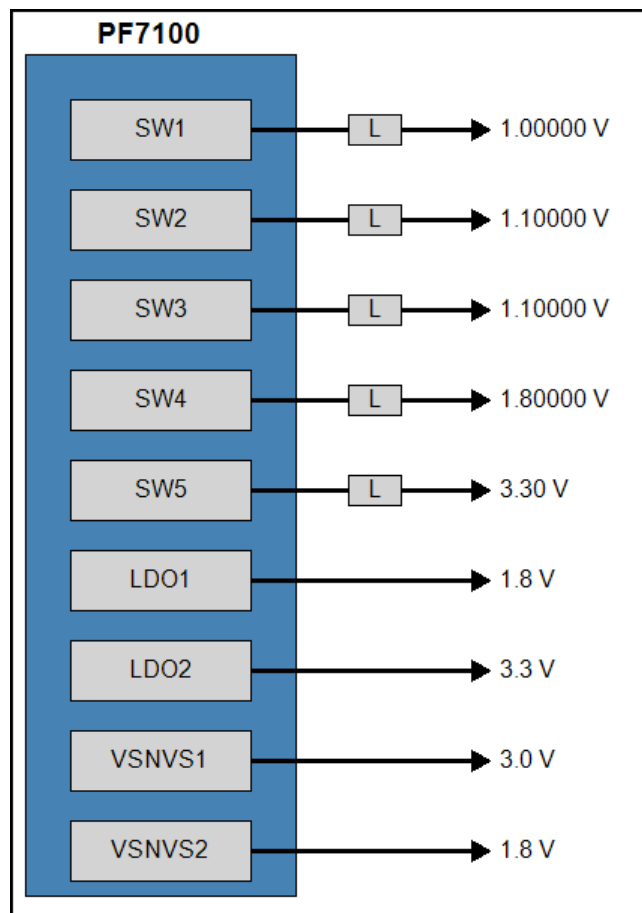 PF7100
SW1 L 1.00000 V
SW2 L 1.10000 V
SW3 L 1.10000 V
SW4 L 1.80000 V
SW5 L 3.30 V
LDO1 1.8 V
LDO2 3.3 V
VSNVS1 3.0 V
VSNVS2 1.8 V